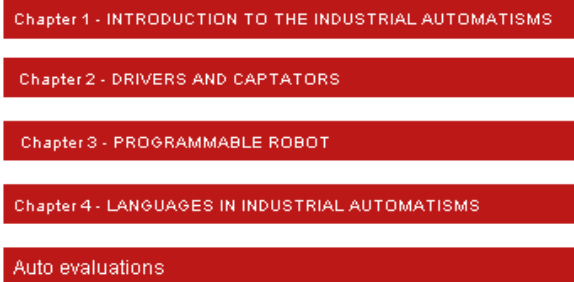 Chapter 1 - INTRODUCTION TO THE INDUSTRIAL AUTOMATISMS
Chapter 2 - DRIVERS AND CAPTATORS
Chapter 3 - PROGRAMMABLE ROBOT
Chapter 4 - LANGUAGES IN INDUSTRIAL AUTOMATISMS
Auto evaluations